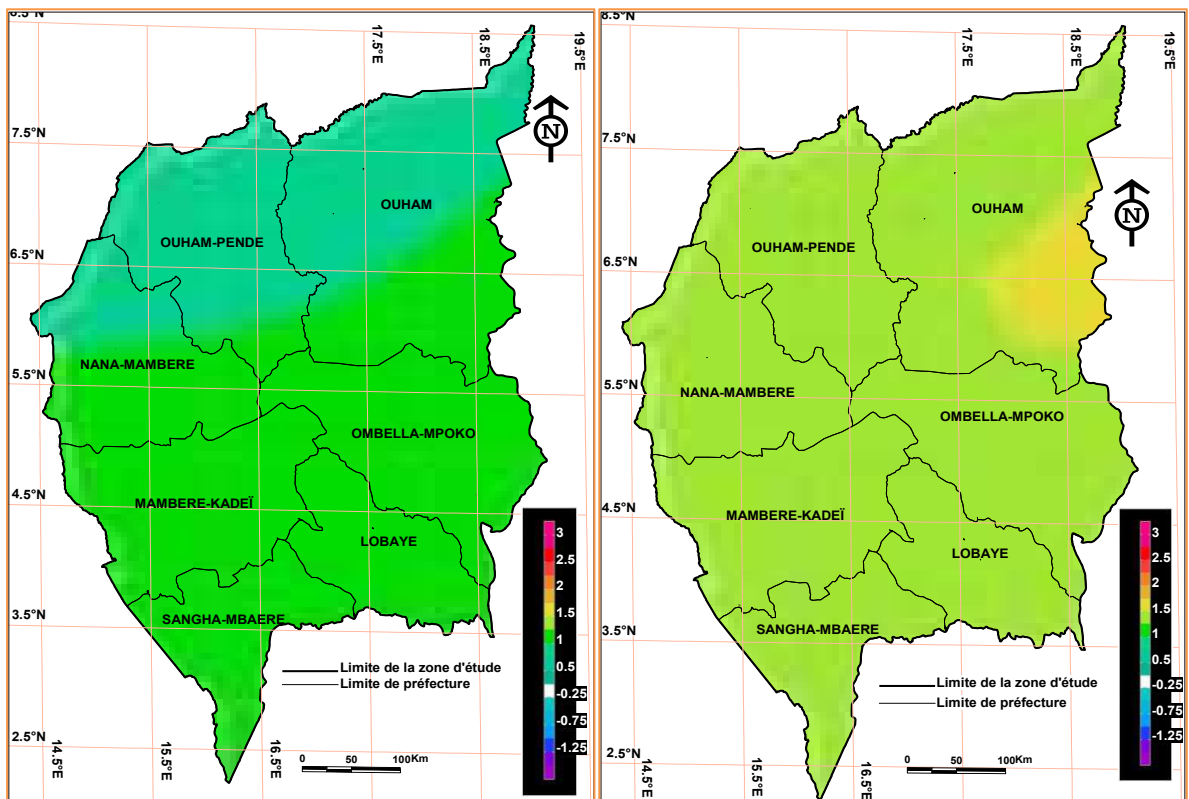 8.5°N
17.5°E
18.5°E
19.5°E
N
7.5°N
OUHAM
OUHAM-PENDE
6.5°N
NANA-MAMBERE
5.5°N
OMBELLA-MPOKO
MAMBERE-KADEÏ
4.5°N
LOBAYE
3.5°N
SANGHA-MBAERE
Limite de la zone d'étude
Limite de préfecture
2.5°N
14.5°E
15.5°E
16.5°E
0 50 100Km
3
2.5
2
1.5
1
0.5
-0.25
-0.75
-1.25
8.5°N
17.5°E
18.5°E
19.5°E
N
7.5°N
OUHAM
OUHAM-PENDE
6.5°N
NANA-MAMBERE
5.5°N
OMBELLA-MPOKO
MAMBERE-KADEÏ
4.5°N
LOBAYE
3.5°N
SANGHA-MBAERE
Limite de la zone d'étude
Limite de préfecture
2.5°N
14.5°E
15.5°E
16.5°E
0 50 100Km
3
2.5
2
1.5
1
0.5
-0.25
-0.75
-1.25